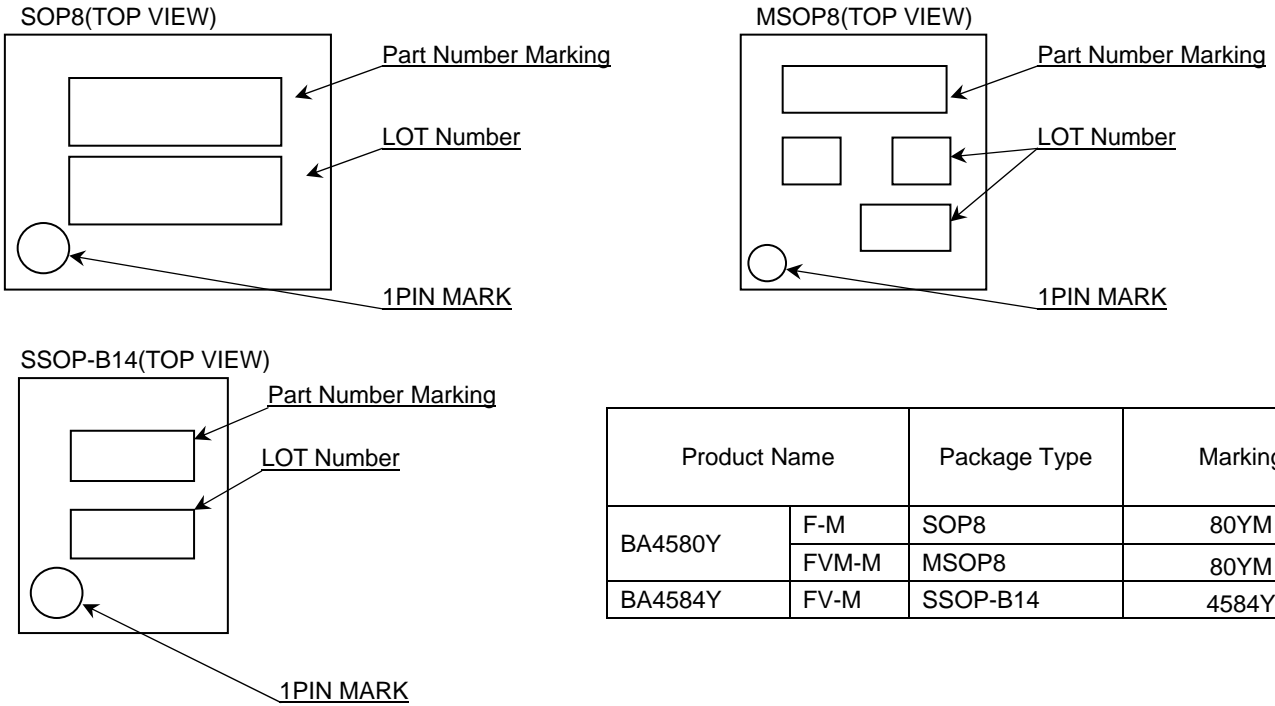 SOP8(TOP VIEW)
Part Number Marking
LOT Number
1PIN MARK
MSOP8(TOP VIEW)
Part Number Marking
LOT Number
1PIN MARK
SSOP-B14(TOP VIEW)
Part Number Marking
LOT Number
1PIN MARK
Product Name Package Type Marking
BA4580Y F-M SOP8 80YM
FVM-M MSOP8 80YM
BA4584Y FV-M SSOP-B14 4584Y